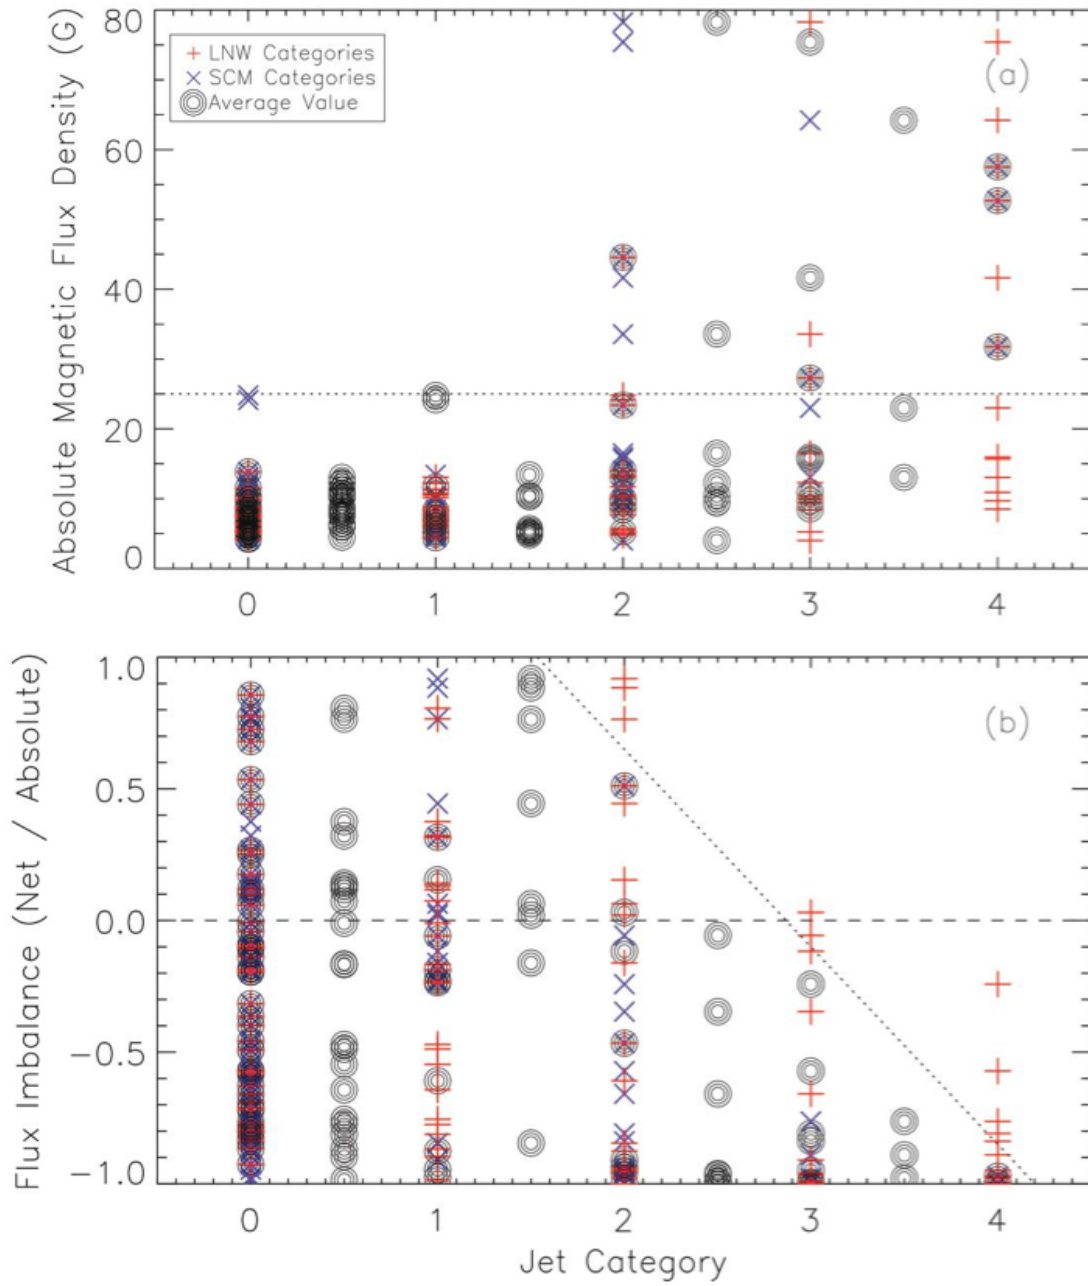 Absolute Magnetic Flux Density (G)
80
60
40
20
0
LNW Categories
SCM Categories
Average Value
(a)
0 1 2 3 4
Flux Imbalance (Net / Absolute)
1.0
0.5
0.0
−0.5
−1.0
(b)
0 1 2 3 4
Jet Category